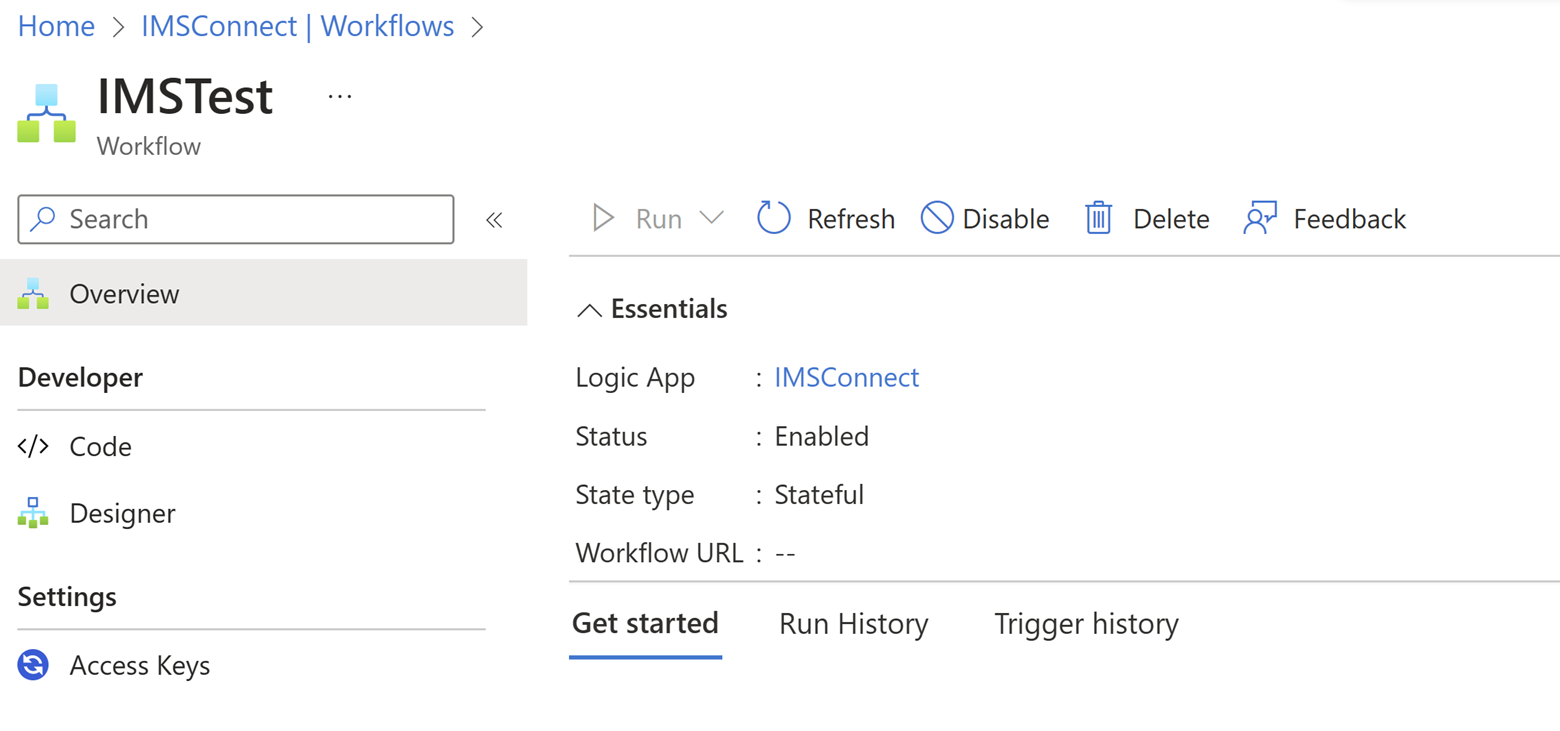 Home > IMSConnect | Workflows >
IMSTest ...
Workflow
Search «
Run Refresh Disable Delete Feedback
Overview
Developer
</> Code
Designer
Settings
Access Keys
Essentials
Logic App : IMSConnect
Status : Enabled
State type : Stateful
Workflow URL : --
Get started Run History Trigger history